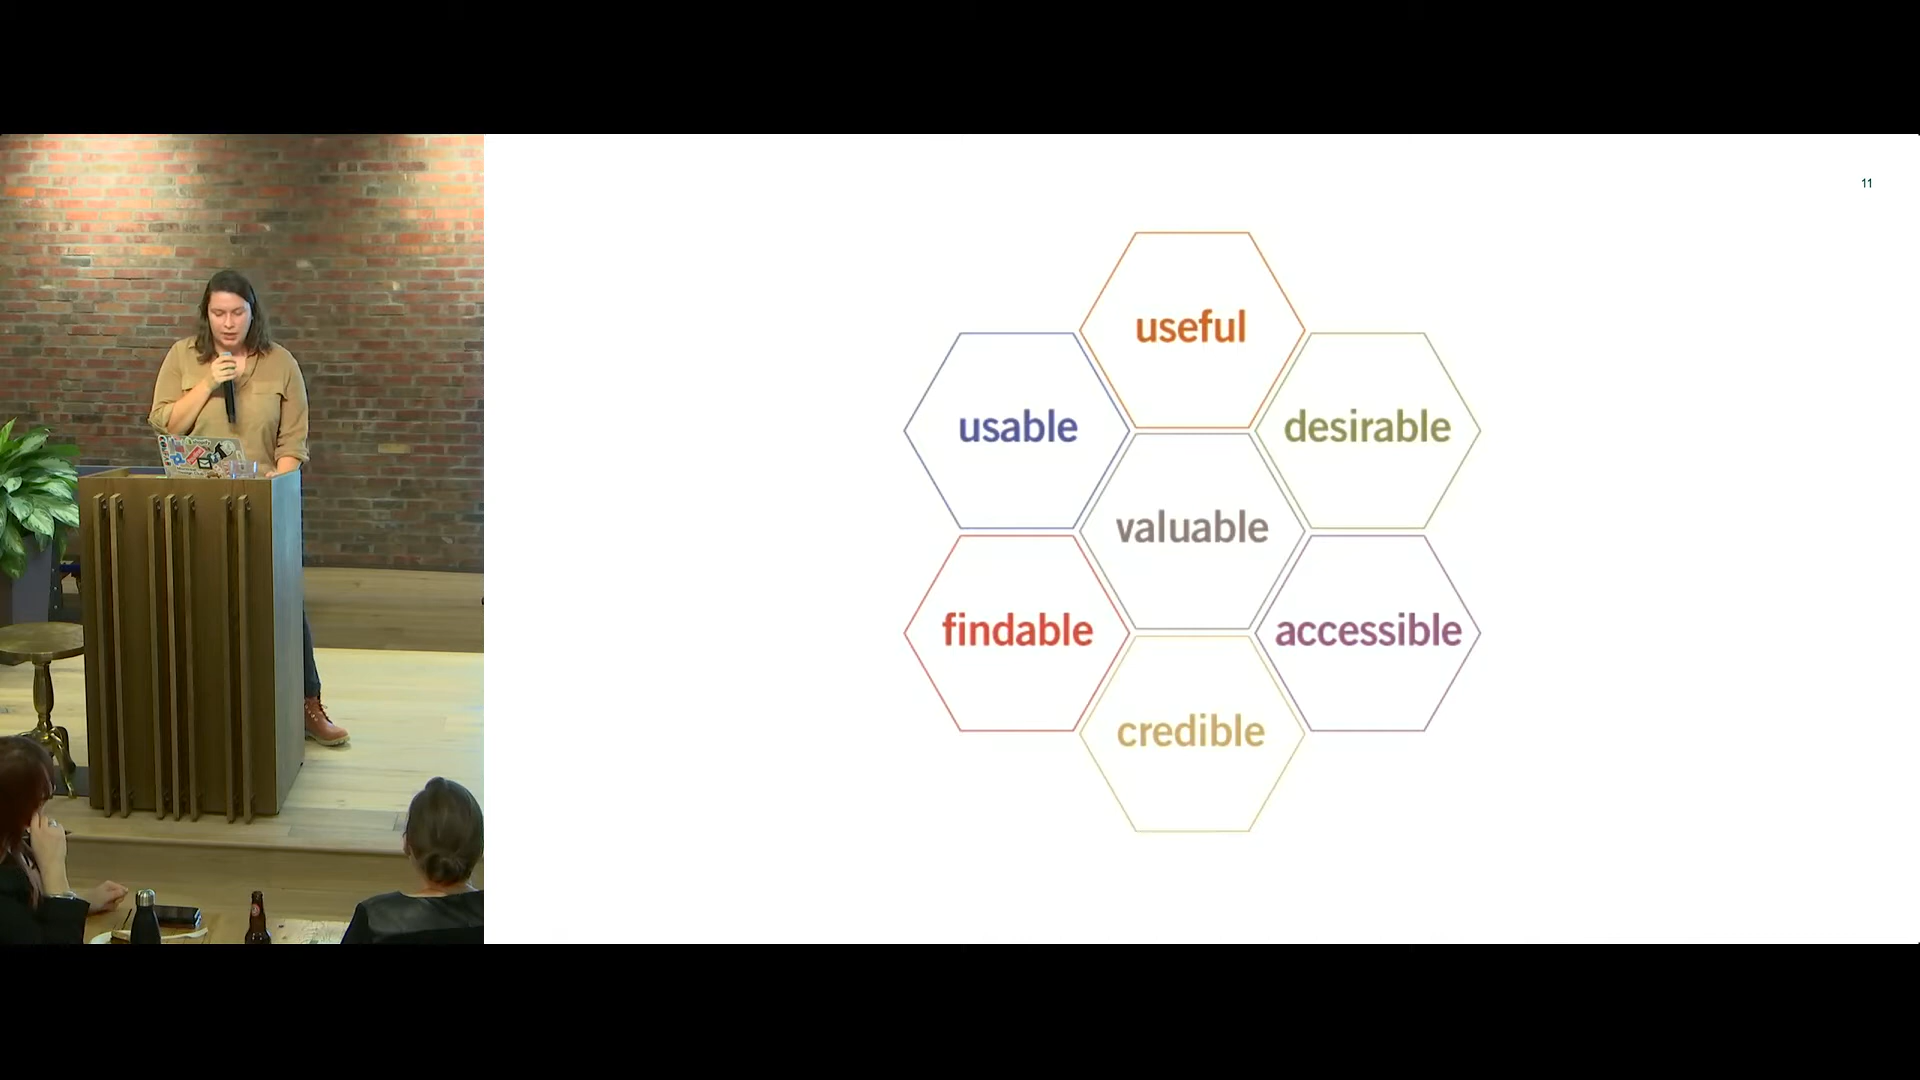 11
useful
usable
desirable
valuable
findable
accessible
credible